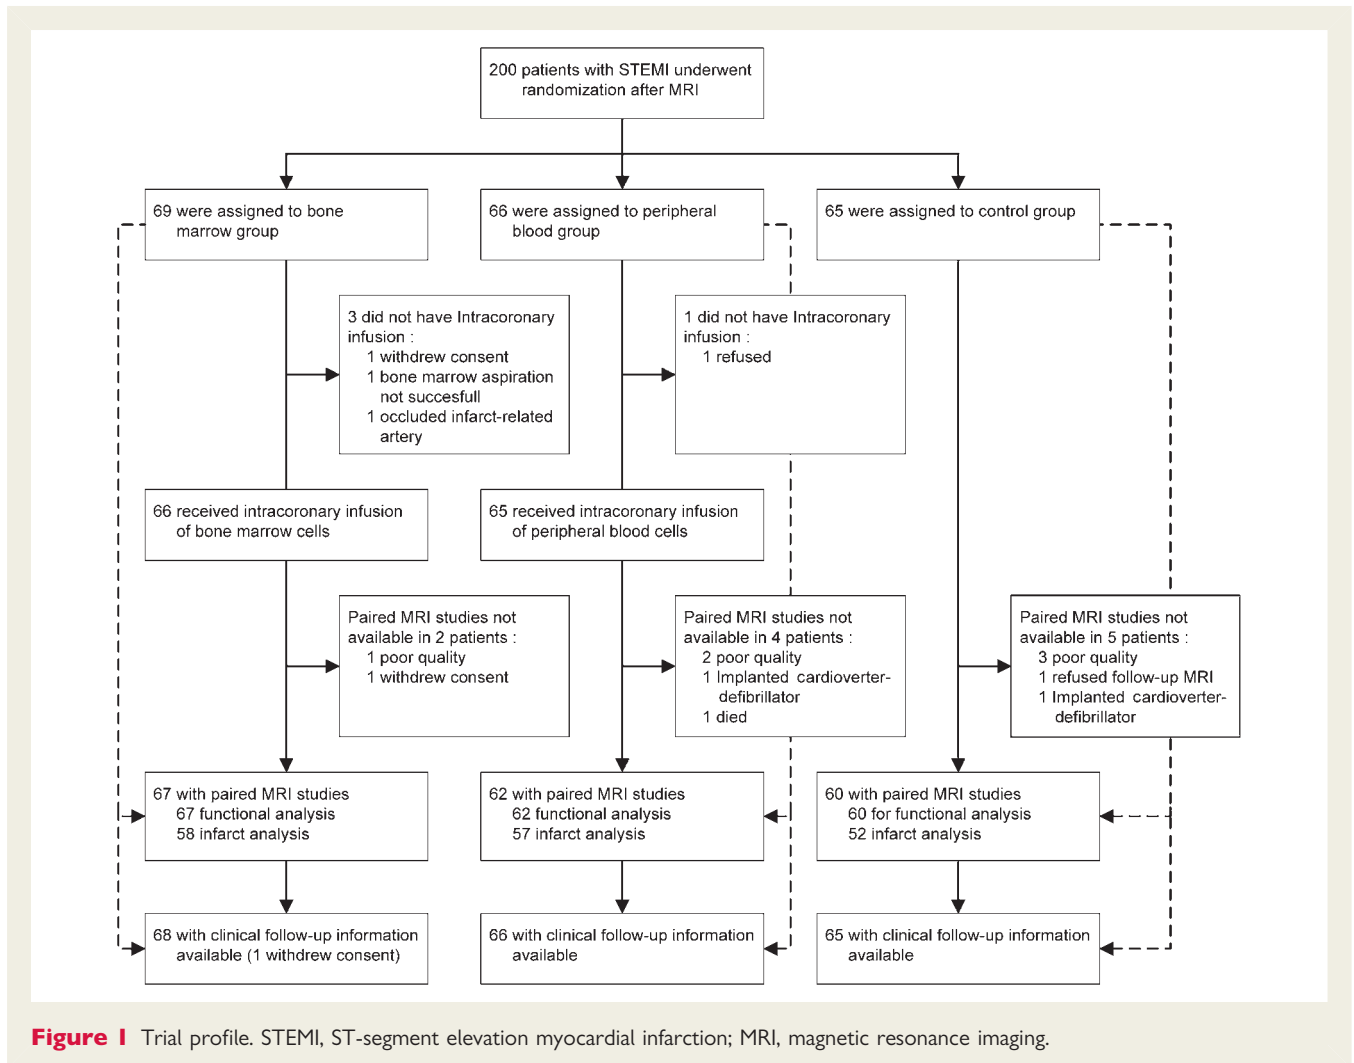 200 patients with STEMI underwent
randomization after MRI
69 were assigned to bone
marrow group
66 were assigned to peripheral
blood group
65 were assigned to control group
3 did not have Intracoronary
infusion :
1 withdrew consent
1 bone marrow aspiration
not succesfull
1 occluded infarct-related
artery
1 did not have Intracoronary
infusion :
1 refused
66 received intracoronary infusion
of bone marrow cells
65 received intracoronary infusion
of peripheral blood cells
Paired MRI studies not
available in 2 patients :
1 poor quality
1 withdrew consent
Paired MRI studies not
available in 4 patients :
2 poor quality
1 Implanted cardioverter-
defibrillator
1 died
Paired MRI studies not
available in 5 patients :
3 poor quality
1 refused follow-up MRI
1 Implanted cardioverter-
defibrillator
67 with paired MRI studies
67 functional analysis
58 infarct analysis
62 with paired MRI studies
62 functional analysis
57 infarct analysis
60 with paired MRI studies
60 for functional analysis
52 infarct analysis
68 with clinical follow-up information
available (1 withdrew consent)
66 with clinical follow-up information
available
65 with clinical follow-up information
available
Figure 1 Trial profile. STEMI, ST-segment elevation myocardial infarction; MRI, magnetic resonance imaging.